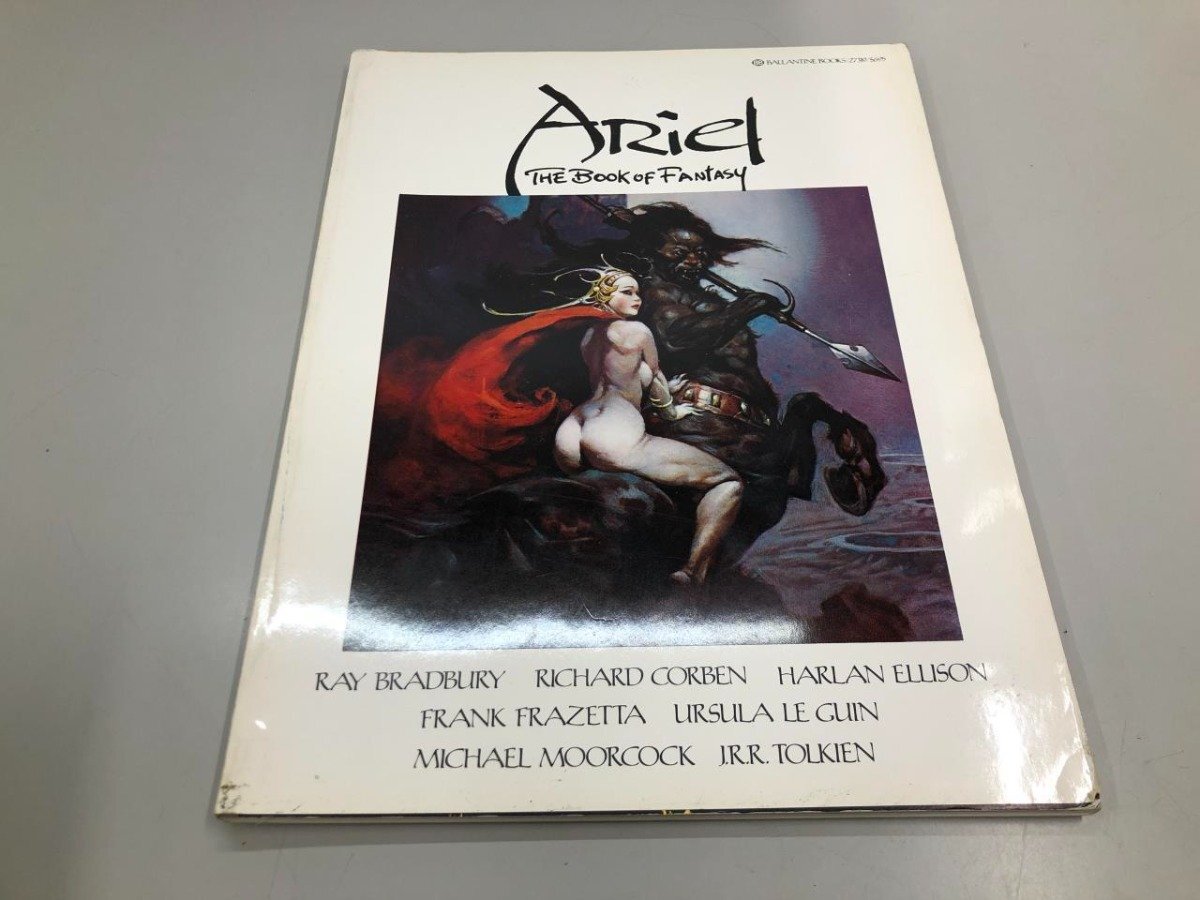 BALLANTINE BOOKS
Ariel
THE BOOK OF FANTASY
RAY BRADBURY RICHARD CORBEN HARLAN ELLISON
FRANK FRAZETTA URSULA LE GUIN
MICHAEL MOORCOCK J.R.R. TOLKIEN